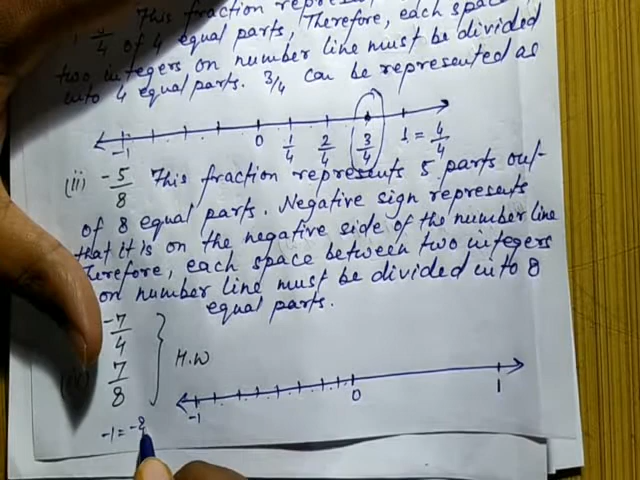 This fraction represent
3/4 of 4 equal parts, Therefore, each space
two integers on number line must be divided
into 4 equal parts. 3/4 can be represented as
-1 0 1/4 2/4 3/4 1 = 4/4
(ii) -5/8 This fraction represents 5 parts out-
of 8 equal parts. Negative sign represents
that it is on the negative side of the number line
Therefore, each space between two integers
on number line must be divided into 8
equal parts.
-7/4
7/8
H.W
-1 0 1
-1 = -8